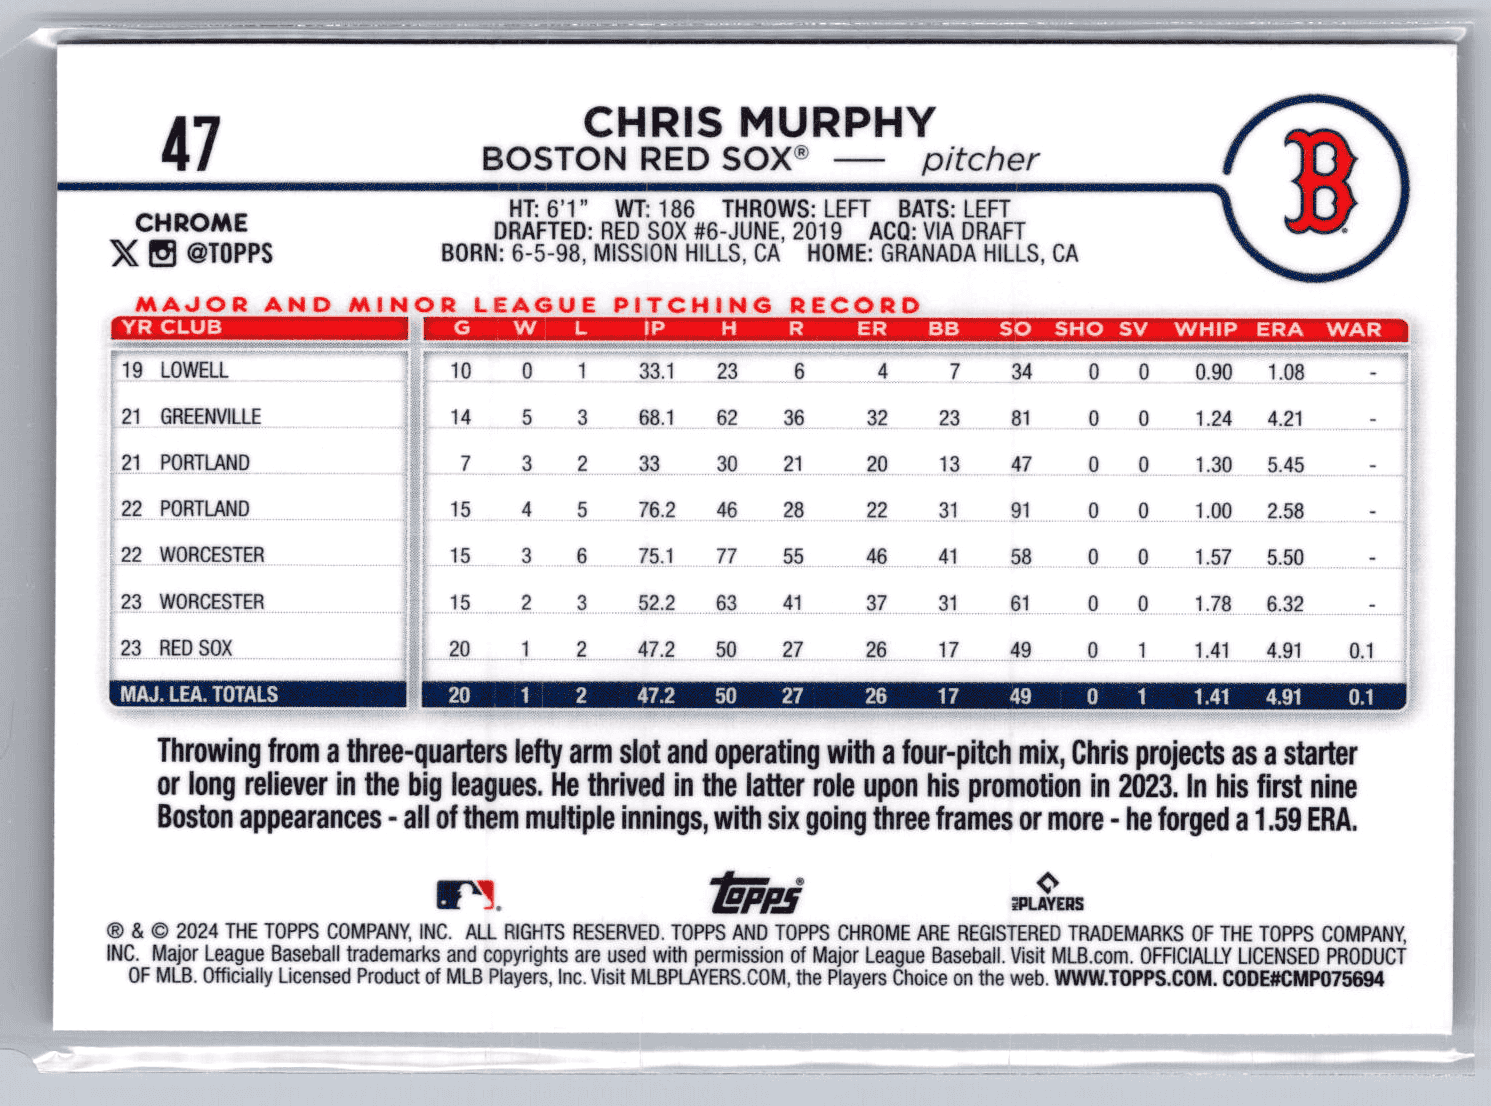 47
CHRIS MURPHY
BOSTON RED SOX® — pitcher
B
CHROME
@TOPPS
HT: 6'1" WT: 186 THROWS: LEFT BATS: LEFT
DRAFTED: RED SOX #6-JUNE, 2019 ACQ: VIA DRAFT
BORN: 6-5-98, MISSION HILLS, CA HOME: GRANADA HILLS, CA
MAJOR AND MINOR LEAGUE PITCHING RECORD
YR CLUB G W L IP H R ER BB SO SHO SV WHIP ERA WAR
19 LOWELL 10 0 1 33.1 23 6 4 7 34 0 0 0.90 1.08 -
21 GREENVILLE 14 5 3 68.1 62 36 32 23 81 0 0 1.24 4.21 -
21 PORTLAND 7 3 2 33 30 21 20 13 47 0 0 1.30 5.45 -
22 PORTLAND 15 4 5 76.2 46 28 22 31 91 0 0 1.00 2.58 -
22 WORCESTER 15 3 6 75.1 77 55 46 41 58 0 0 1.57 5.50 -
23 WORCESTER 15 2 3 52.2 63 41 37 31 61 0 0 1.78 6.32 -
23 RED SOX 20 1 2 47.2 50 27 26 17 49 0 1 1.41 4.91 0.1
MAJ. LEA. TOTALS 20 1 2 47.2 50 27 26 17 49 0 1 1.41 4.91 0.1
Throwing from a three-quarters lefty arm slot and operating with a four-pitch mix, Chris projects as a starter
or long reliever in the big leagues. He thrived in the latter role upon his promotion in 2023. In his first nine
Boston appearances - all of them multiple innings, with six going three frames or more - he forged a 1.59 ERA.
Topps®
MLB PLAYERS
® & © 2024 THE TOPPS COMPANY, INC. ALL RIGHTS RESERVED. TOPPS AND TOPPS CHROME ARE REGISTERED TRADEMARKS OF THE TOPPS COMPANY,
INC. Major League Baseball trademarks and copyrights are used with permission of Major League Baseball. Visit MLB.com. OFFICIALLY LICENSED PRODUCT
OF MLB. Officially Licensed Product of MLB Players, Inc. Visit MLBPLAYERS.COM, the Players Choice on the web. WWW.TOPPS.COM. CODE#CMP075694